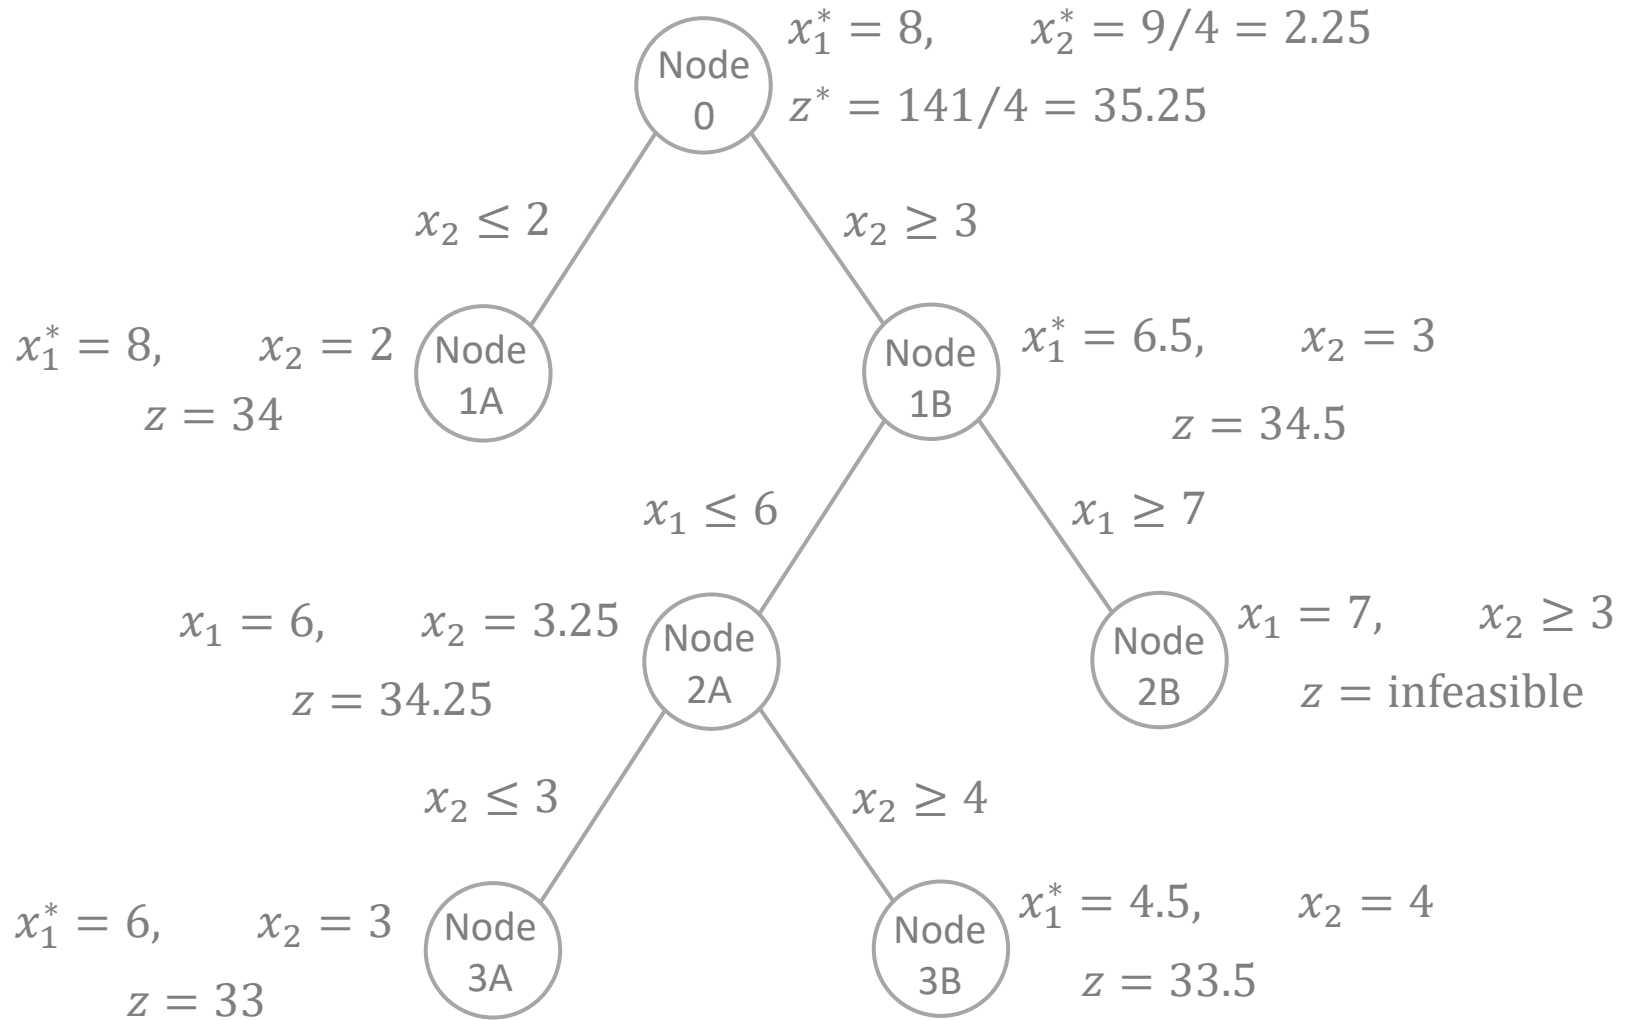 Node
0
x₁* = 8, x₂* = 9/4 = 2.25
z* = 141/4 = 35.25
x₂ ≤ 2
x₂ ≥ 3
x₁* = 8, x₂ = 2
z = 34
Node
1A
Node
1B
x₁* = 6.5, x₂ = 3
z = 34.5
x₁ ≤ 6
x₁ ≥ 7
x₁ = 6, x₂ = 3.25
z = 34.25
Node
2A
Node
2B
x₁ = 7, x₂ ≥ 3
z = infeasible
x₂ ≤ 3
x₂ ≥ 4
x₁* = 6, x₂ = 3
z = 33
Node
3A
Node
3B
x₁* = 4.5, x₂ = 4
z = 33.5